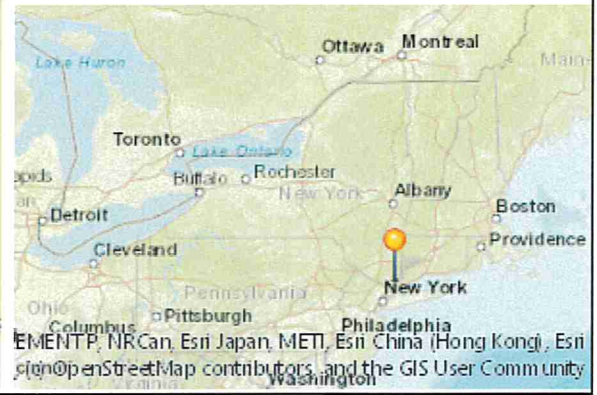 Ottawa
Montreal
Lake Huron
Maine
Toronto
Lake Ontario
Rochester
Buffalo
New York
Albany
Detroit
Boston
Providence
Cleveland
New York
Pennsylvania
Ohio
Pittsburgh
Columbus
Philadelphia
NRCan, Esri Japan, METI, Esri China (Hong Kong), Esri
OpenStreetMap contributors, and the GIS User Community
Virginia
Washington